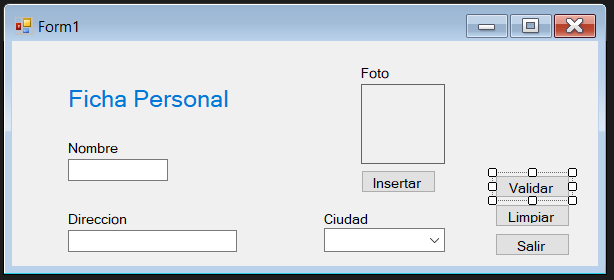 Form1
Foto
Ficha Personal
Nombre
Insertar
Validar
Limpiar
Direccion
Ciudad
Salir